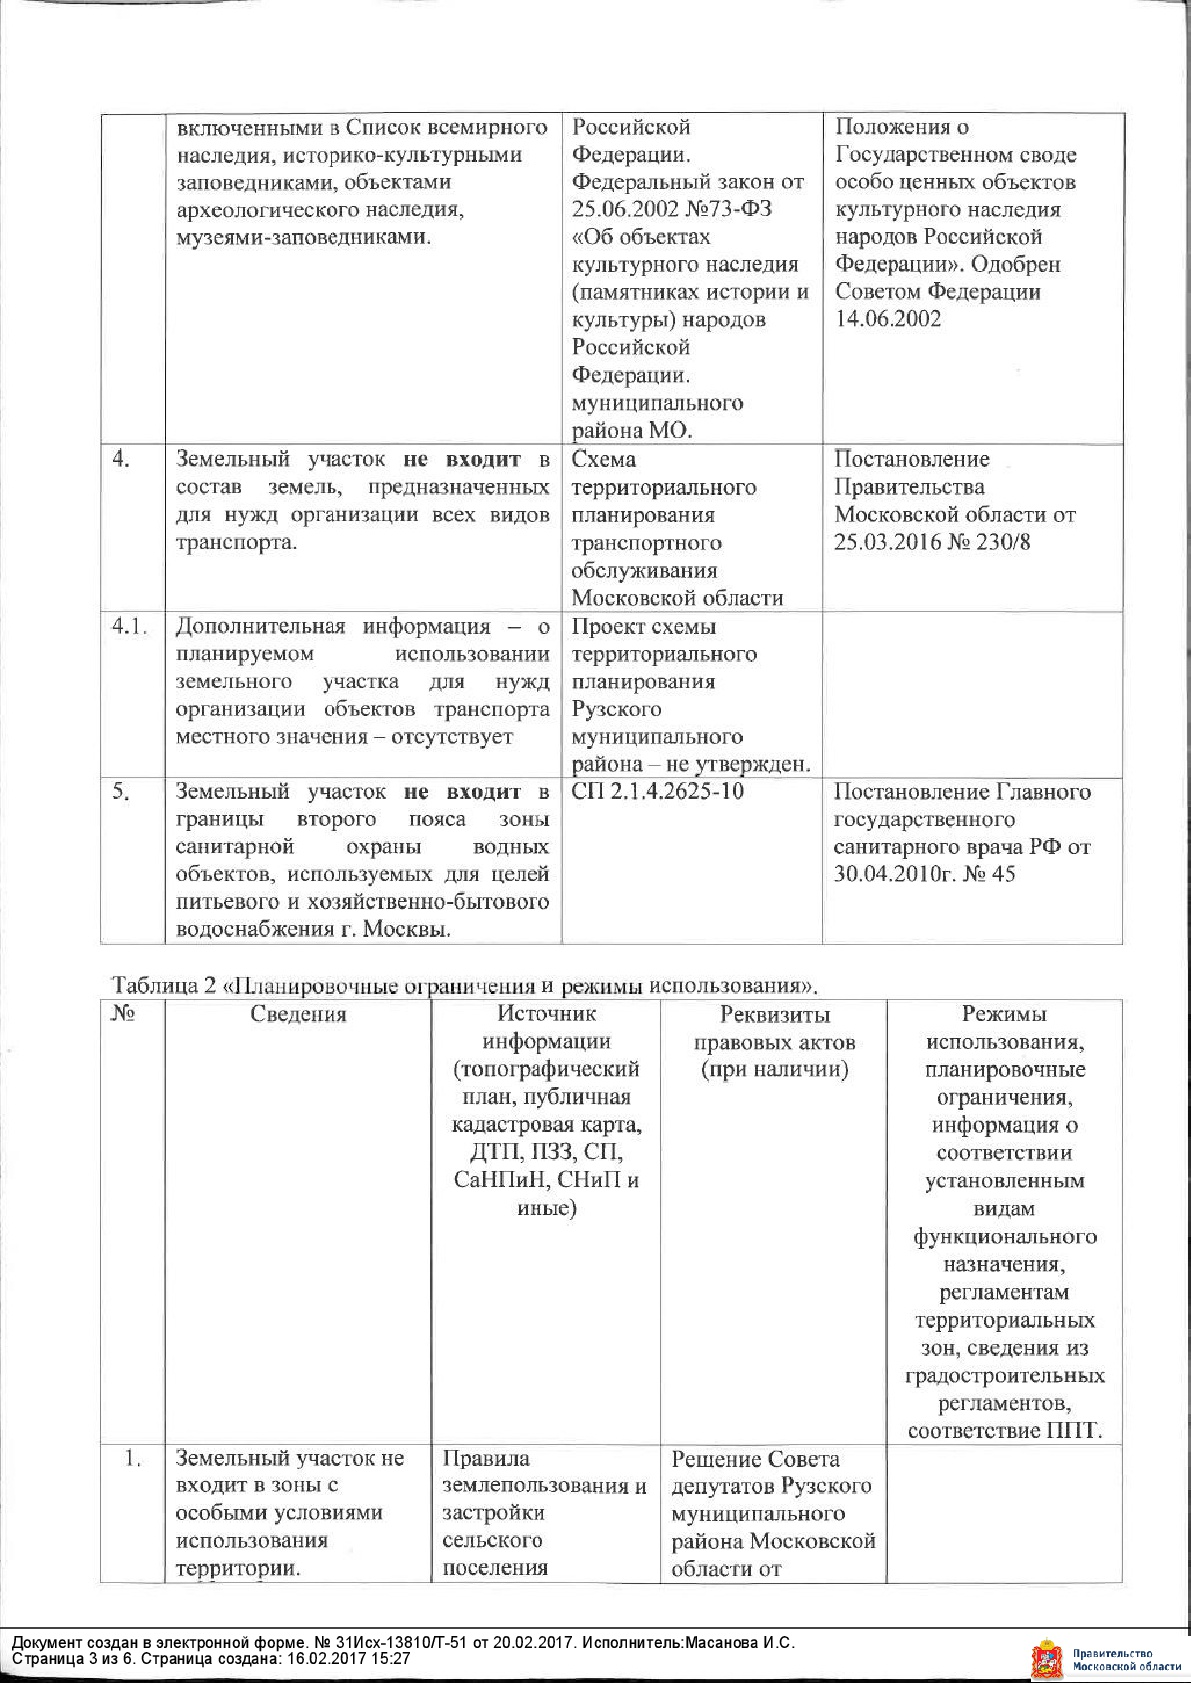 включенными в Список всемирного
наследия, историко-культурными
заповедниками, объектами
археологического наследия,
музеями-заповедниками.
Российской
Федерации.
Федеральный закон от
25.06.2002 №73-ФЗ
«Об объектах
культурного наследия
(памятниках истории и
культуры) народов
Российской
Федерации.
муниципального
района МО.
Положения о
Государственном своде
особо ценных объектов
культурного наследия
народов Российской
Федерации». Одобрен
Советом Федерации
14.06.2002
4.
Земельный участок не входит в
состав земель, предназначенных
для нужд организации всех видов
транспорта.
Схема
территориального
планирования
транспортного
обслуживания
Московской области
Постановление
Правительства
Московской области от
25.03.2016 № 230/8
4.1.
Дополнительная информация – о
планируемом использовании
земельного участка для нужд
организации объектов транспорта
местного значения – отсутствует
Проект схемы
территориального
планирования
Рузского
муниципального
района – не утвержден.
5.
Земельный участок не входит в
границы второго пояса зоны
санитарной охраны водных
объектов, используемых для целей
питьевого и хозяйственно-бытового
водоснабжения г. Москвы.
СП 2.1.4.2625-10
Постановление Главного
государственного
санитарного врача РФ от
30.04.2010г. № 45
Таблица 2 «Планировочные ограничения и режимы использования».
№
Сведения
Источник
информации
(топографический
план, публичная
кадастровая карта,
ДТП, ПЗЗ, СП,
СаНПиН, СНиП и
иные)
Реквизиты
правовых актов
(при наличии)
Режимы
использования,
планировочные
ограничения,
информация о
соответствии
установленным
видам
функционального
назначения,
регламентам
территориальных
зон, сведения из
градостроительных
регламентов,
соответствие ППТ.
1.
Земельный участок не
входит в зоны с
особыми условиями
использования
территории.
Правила
землепользования и
застройки
сельского
поселения
Решение Совета
депутатов Рузского
муниципального
района Московской
области от
Документ создан в электронной форме. № 31Исх-13810/Т-51 от 20.02.2017. Исполнитель:Масанова И.С.
Страница 3 из 6. Страница создана: 16.02.2017 15:27
Правительство
Московской области